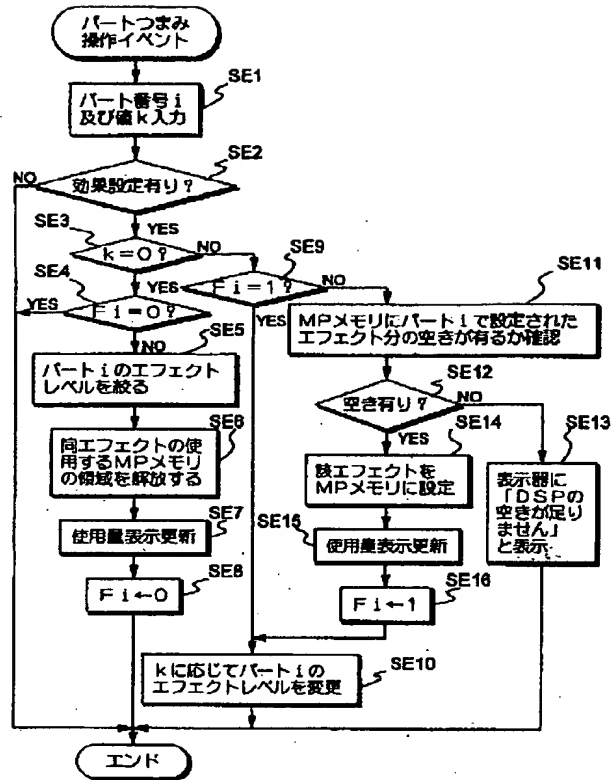 パートつまみ
操作イベント
SE1
パート番号i
及び値k入力
SE2
NO
効果設定有り?
YES
SE3
k=0?
NO
SE9
SE4
YES
Fi=1?
NO
SE11
YES
Fi=0?
YES
MPメモリにパートiで設定された
エフェクト分の空きが有るか確認
NO
SE5
パートiのエフェクト
レベルを絞る
SE12
空き有り?
NO
SE13
SE6
YES
SE14
同エフェクトの使
用するMPメモリ
の領域を解放する
該エフェクトを
MPメモリに設定
表示器に
「DSPの
空きが足り
ません」
と表示
SE7
使用量表示更新
SE15
使用量表示更新
SE8
Fi←0
SE16
Fi←1
kに応じてパートiの
エフェクトレベルを変更
SE10
エンド